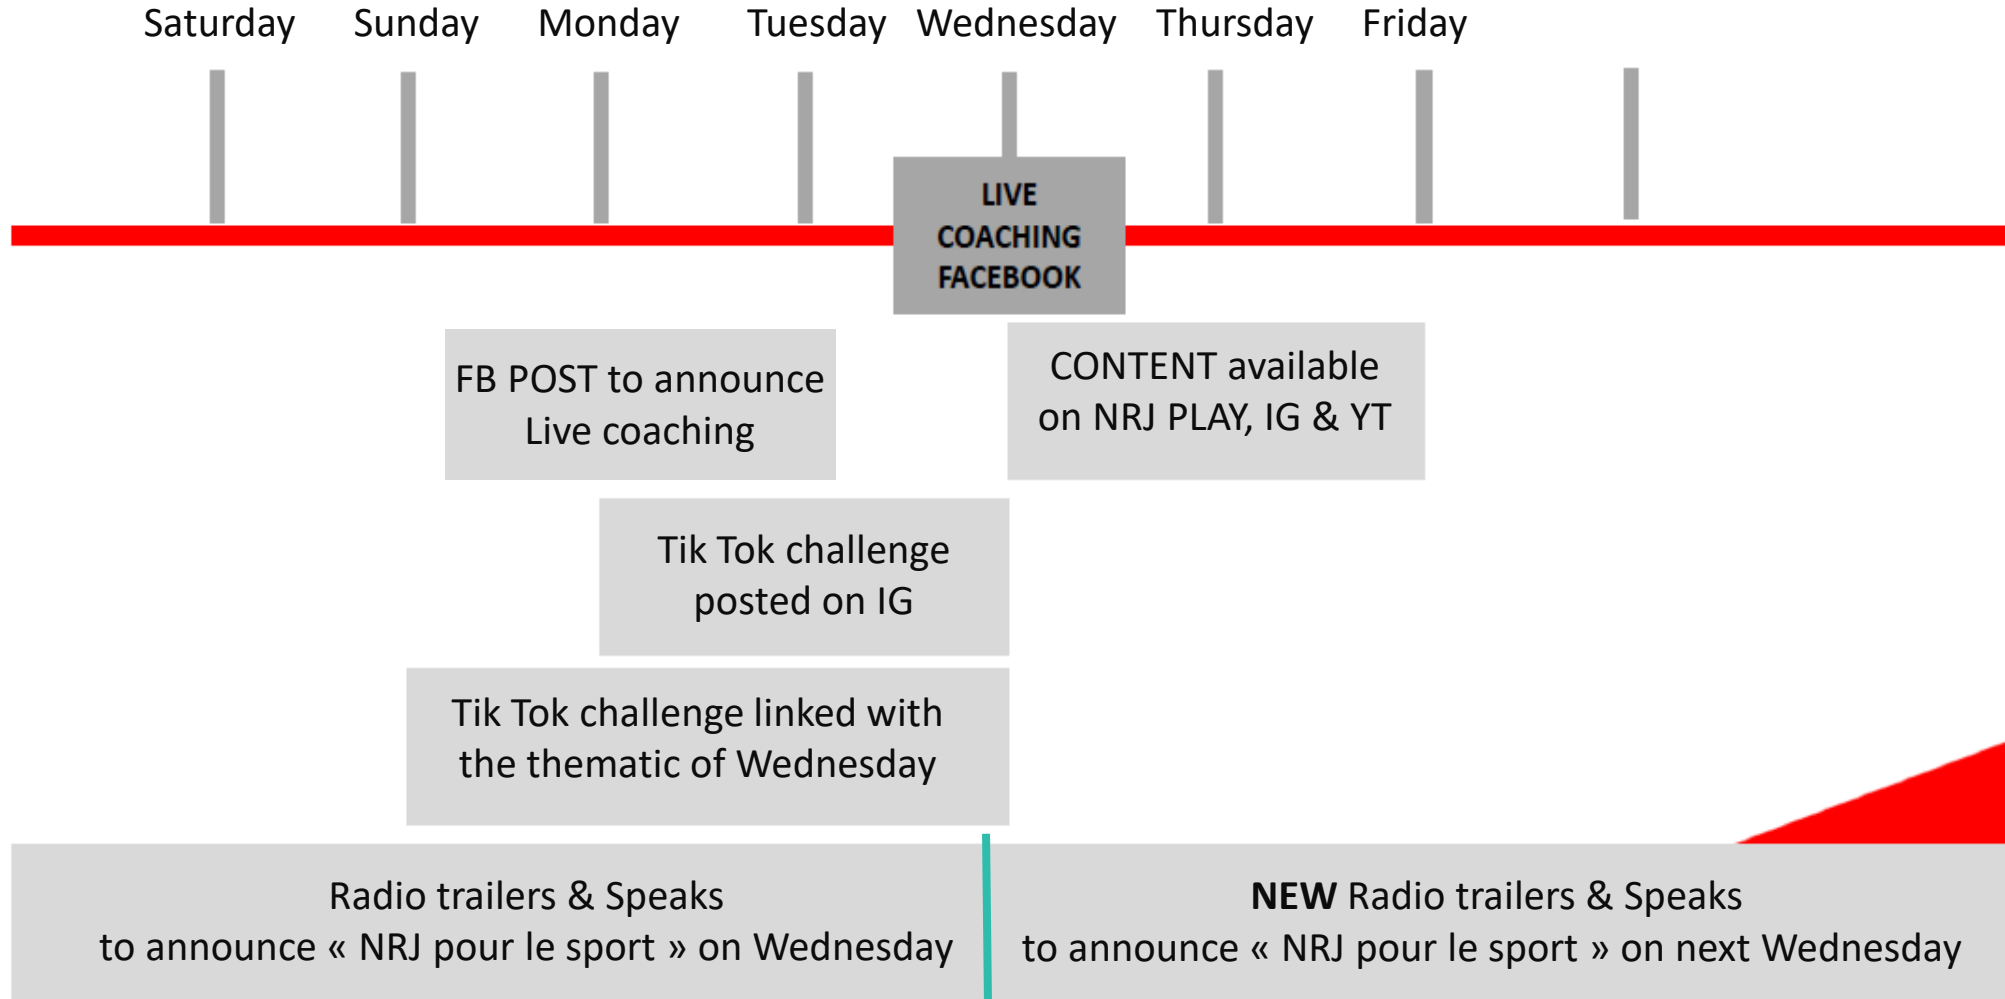 Saturday Sunday Monday Tuesday Wednesday Thursday Friday
LIVE
COACHING
FACEBOOK
FB POST to announce
Live coaching
CONTENT available
on NRJ PLAY, IG & YT
Tik Tok challenge
posted on IG
Tik Tok challenge linked with
the thematic of Wednesday
Radio trailers & Speaks
to announce « NRJ pour le sport » on Wednesday
NEW Radio trailers & Speaks
to announce « NRJ pour le sport » on next Wednesday